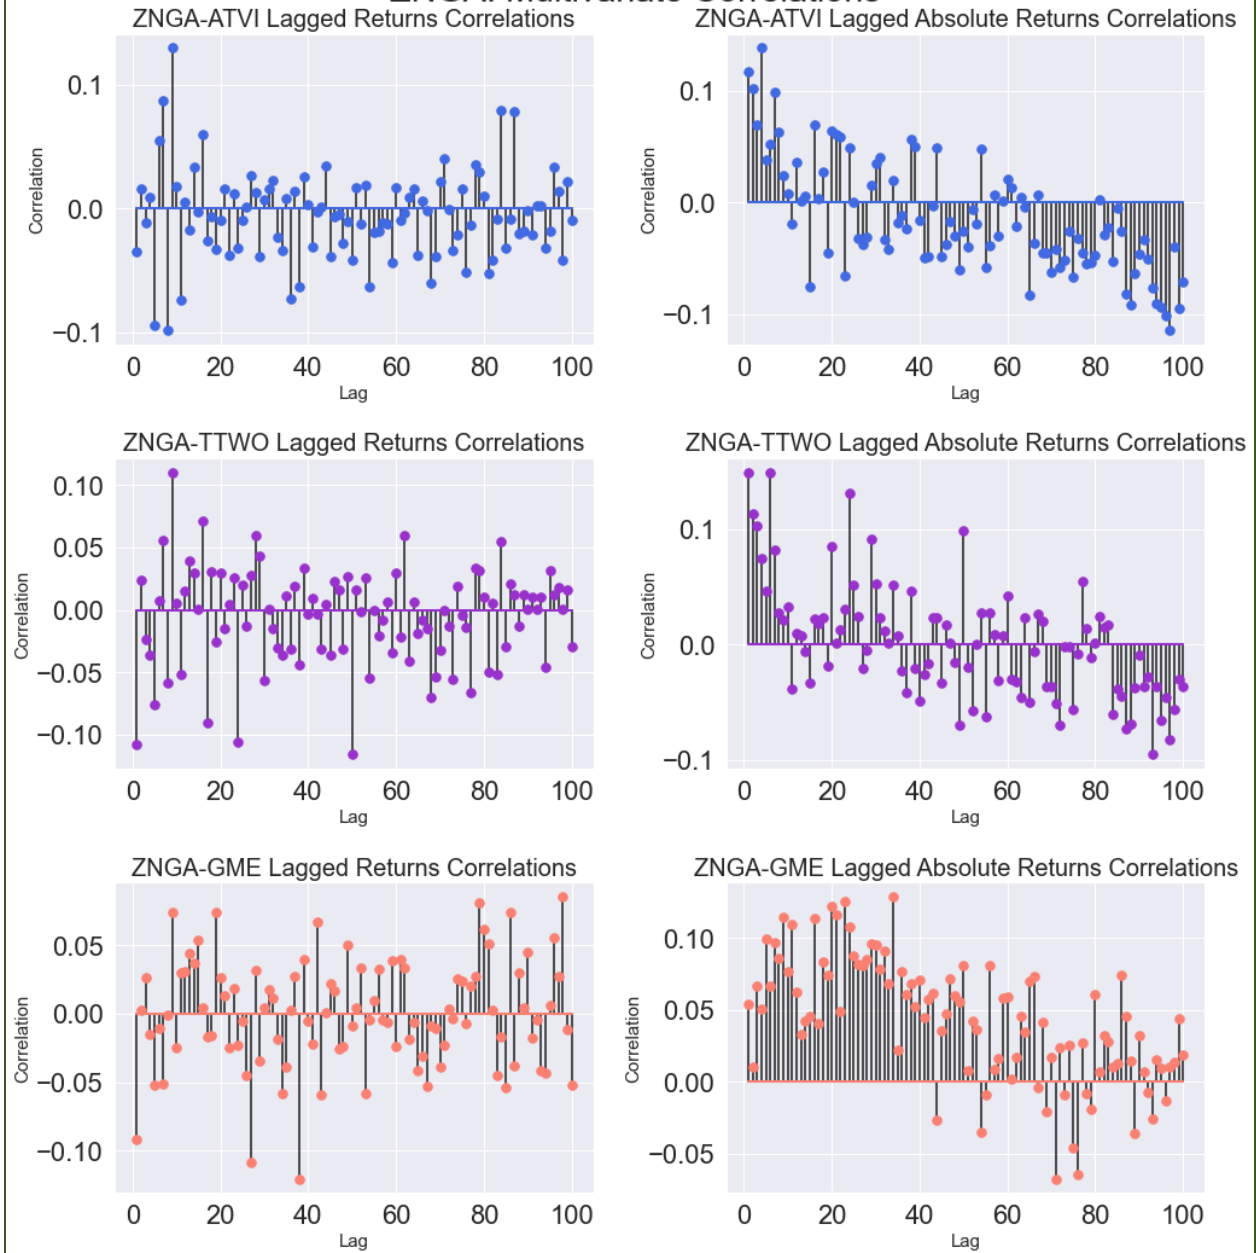 ZNGA: Multivariate Correlations
ZNGA-ATVI Lagged Returns Correlations
Correlation
0.1
0.0
−0.1
0 20 40 60 80 100
Lag
ZNGA-ATVI Lagged Absolute Returns Correlations
Correlation
0.1
0.0
−0.1
0 20 40 60 80 100
Lag
ZNGA-TTWO Lagged Returns Correlations
Correlation
0.10
0.05
0.00
−0.05
−0.10
0 20 40 60 80 100
Lag
ZNGA-TTWO Lagged Absolute Returns Correlations
Correlation
0.1
0.0
−0.1
0 20 40 60 80 100
Lag
ZNGA-GME Lagged Returns Correlations
Correlation
0.05
0.00
−0.05
−0.10
0 20 40 60 80 100
Lag
ZNGA-GME Lagged Absolute Returns Correlations
Correlation
0.10
0.05
0.00
−0.05
0 20 40 60 80 100
Lag